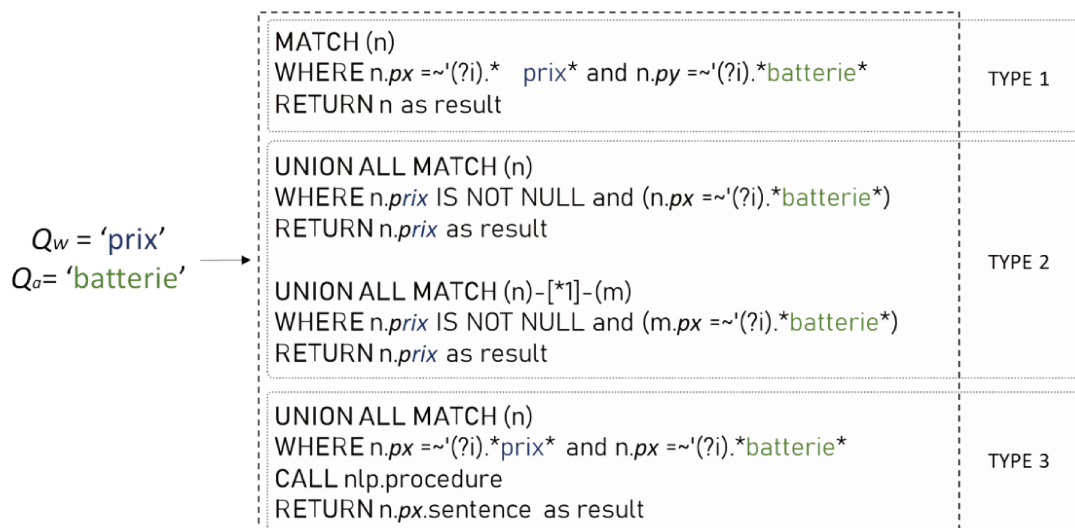 Qw = 'prix'
Qa= 'batterie'
MATCH (n)
WHERE n.px =~'(?i).* prix* and n.py =~'(?i).*batterie*
RETURN n as result
TYPE 1
UNION ALL MATCH (n)
WHERE n.prix IS NOT NULL and (n.px =~'(?i).*batterie*)
RETURN n.prix as result
UNION ALL MATCH (n)-[*1]-(m)
WHERE n.prix IS NOT NULL and (m.px =~'(?i).*batterie*)
RETURN n.prix as result
TYPE 2
UNION ALL MATCH (n)
WHERE n.px =~'(?i).*prix* and n.px =~'(?i).*batterie*
CALL nlp.procedure
RETURN n.px.sentence as result
TYPE 3